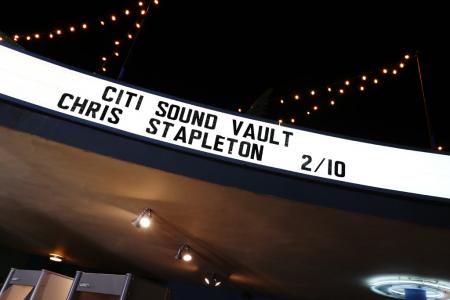 CITI SOUND VAULT
CHRIS STAPLETON 2/10